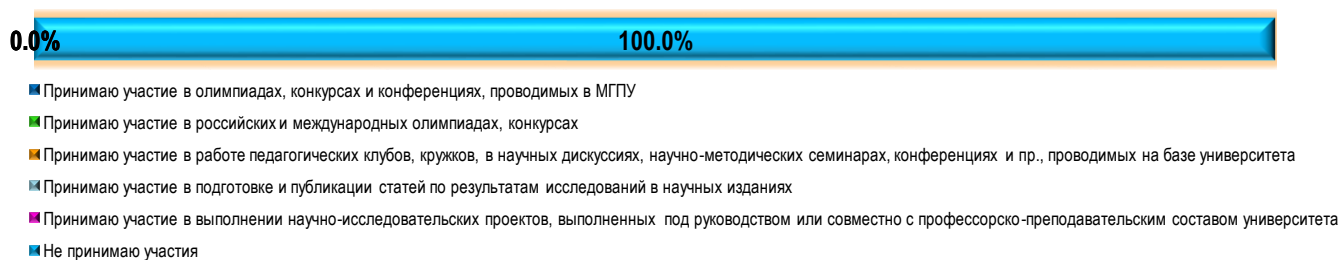 0.0% 100.0%
Принимаю участие в олимпиадах, конкурсах и конференциях, проводимых в МГПУ
Принимаю участие в российских и международных олимпиадах, конкурсах
Принимаю участие в работе педагогических клубов, кружков, в научных дискуссиях, научно-методических семинарах, конференциях и пр., проводимых на базе университета
Принимаю участие в подготовке и публикации статей по результатам исследований в научных изданиях
Принимаю участие в выполнении научно-исследовательских проектов, выполненных под руководством или совместно с профессорско-преподавательским составом университета
Не принимаю участия